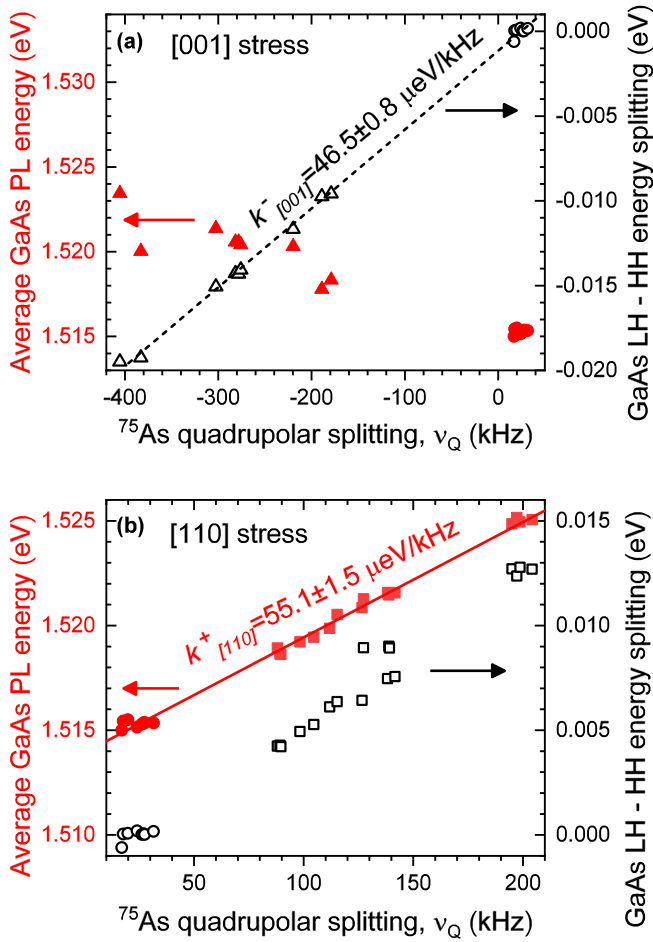 (a) [001] stress
k⁻[001]=46.5±0.8 μeV/kHz
Average GaAs PL energy (eV)
1.530
1.525
1.520
1.515
GaAs LH - HH energy splitting (eV)
0.000
-0.005
-0.010
-0.015
-0.020
-400 -300 -200 -100 0
⁷⁵As quadrupolar splitting, νQ (kHz)
(b) [110] stress
k⁺[110]=55.1±1.5 μeV/kHz
Average GaAs PL energy (eV)
1.525
1.520
1.515
1.510
GaAs LH - HH energy splitting (eV)
0.015
0.010
0.005
0.000
50 100 150 200
⁷⁵As quadrupolar splitting, νQ (kHz)